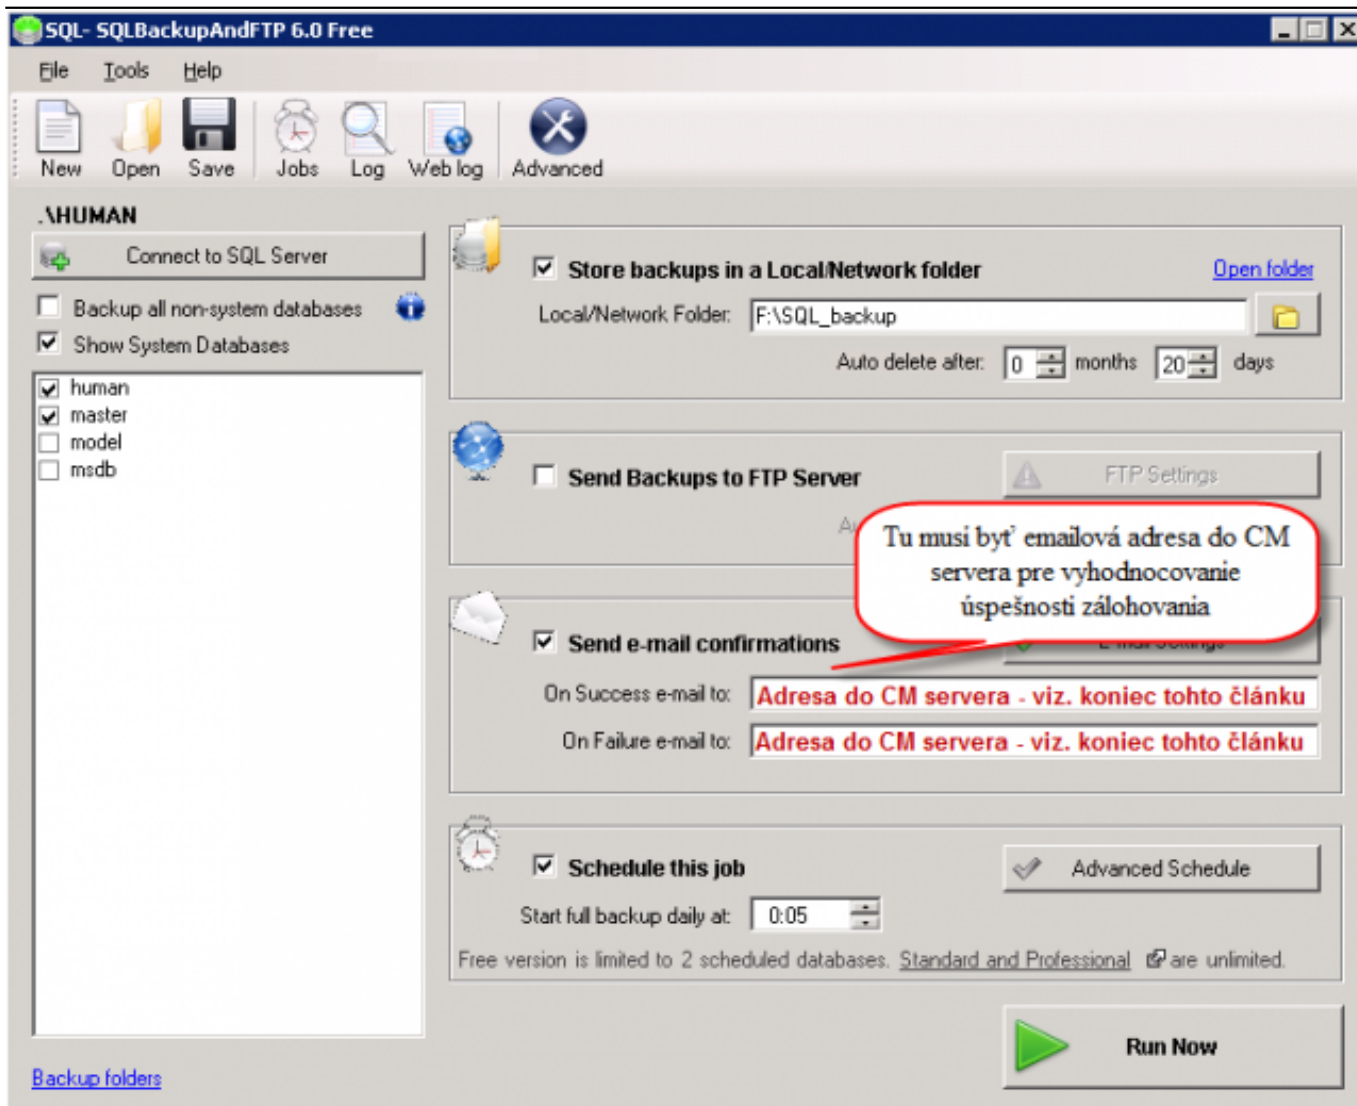 SQL- SQLBackupAndFTP 6.0 Free
File Tools Help
New Open Save Jobs Log Web log Advanced
.\HUMAN
Connect to SQL Server
Backup all non-system databases
Show System Databases
human
master
model
msdb
Backup folders
Store backups in a Local/Network folder Open folder
Local/Network Folder: F:\SQL_backup
Auto delete after: 0 months 20 days
Send Backups to FTP Server FTP Settings
Tu musí byť emailová adresa do CM
servera pre vyhodnocovanie
úspešnosti zálohovania
Send e-mail confirmations E-mail Settings
On Success e-mail to: Adresa do CM servera - viz. koniec tohto článku
On Failure e-mail to: Adresa do CM servera - viz. koniec tohto článku
Schedule this job Advanced Schedule
Start full backup daily at: 0:05
Free version is limited to 2 scheduled databases. Standard and Professional are unlimited.
Run Now